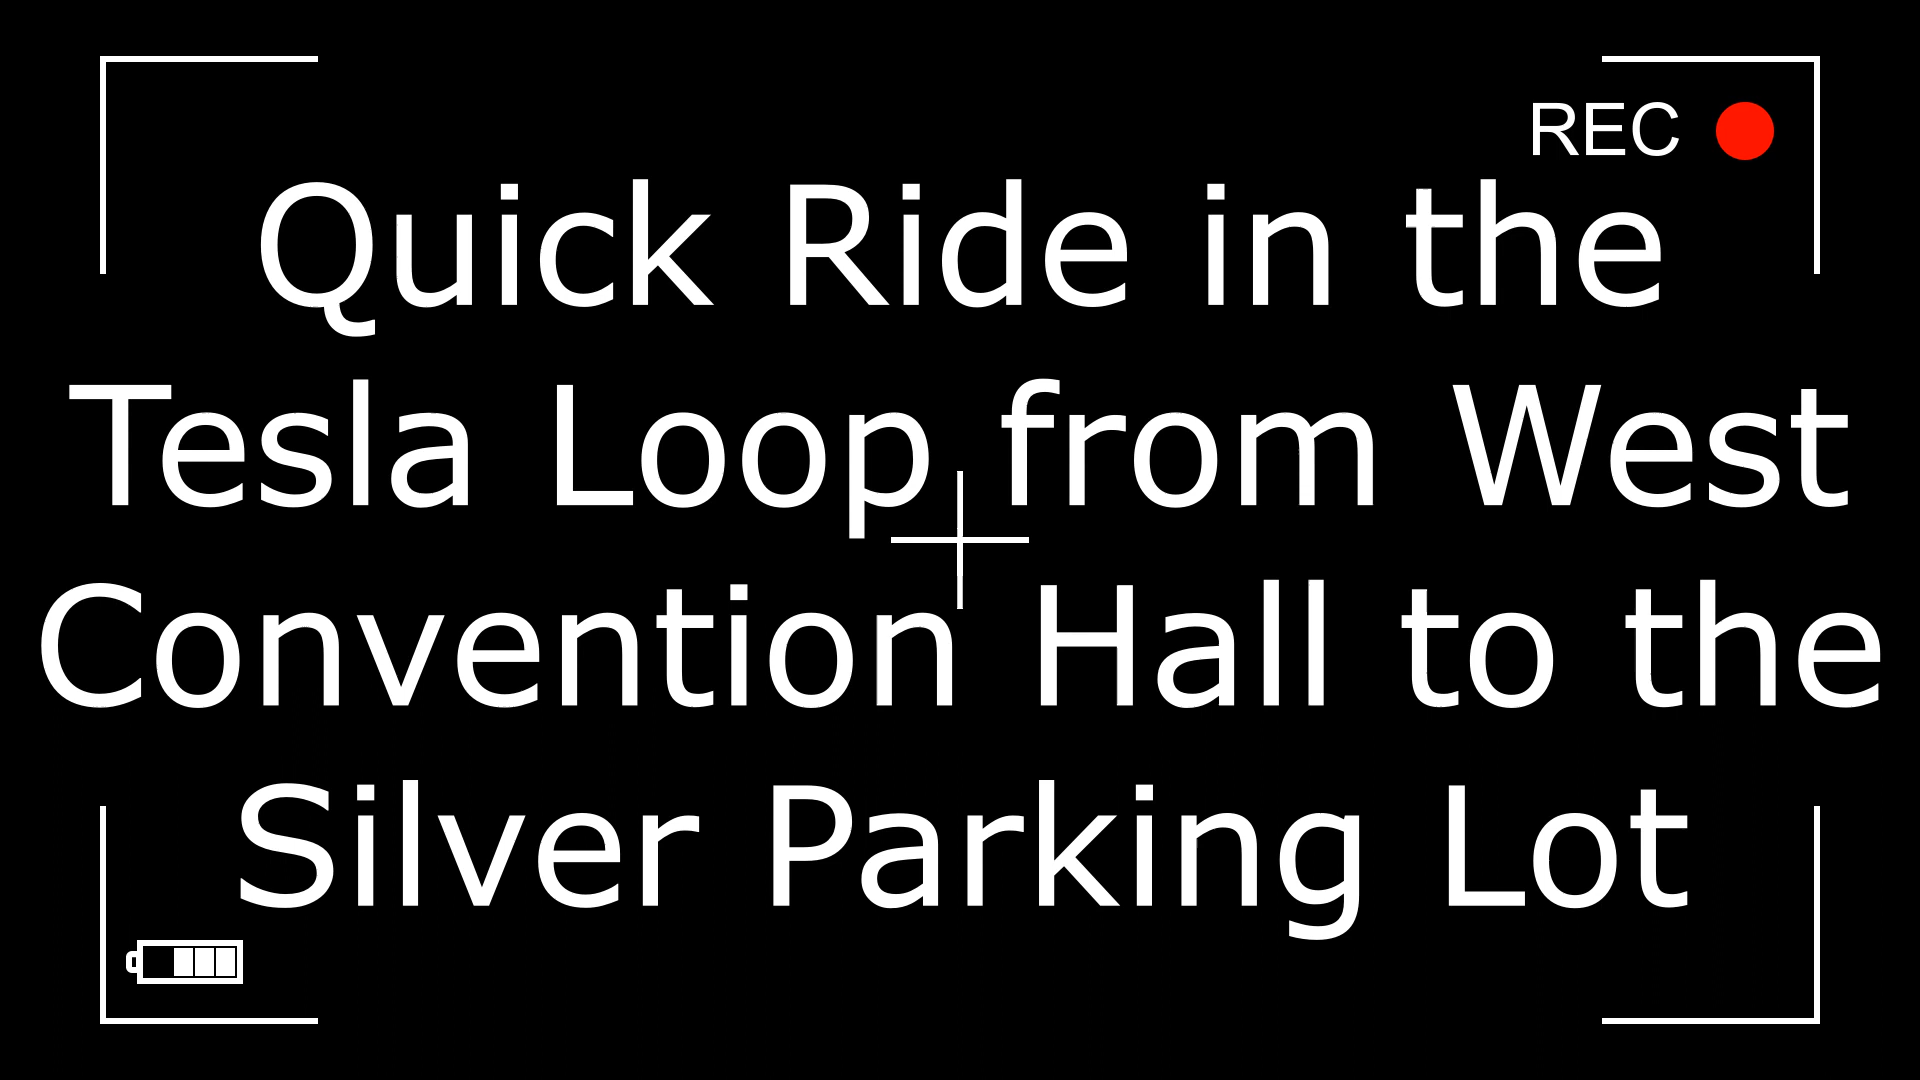 REC
Quick Ride in the
Tesla Loop from West
Convention Hall to the
Silver Parking Lot